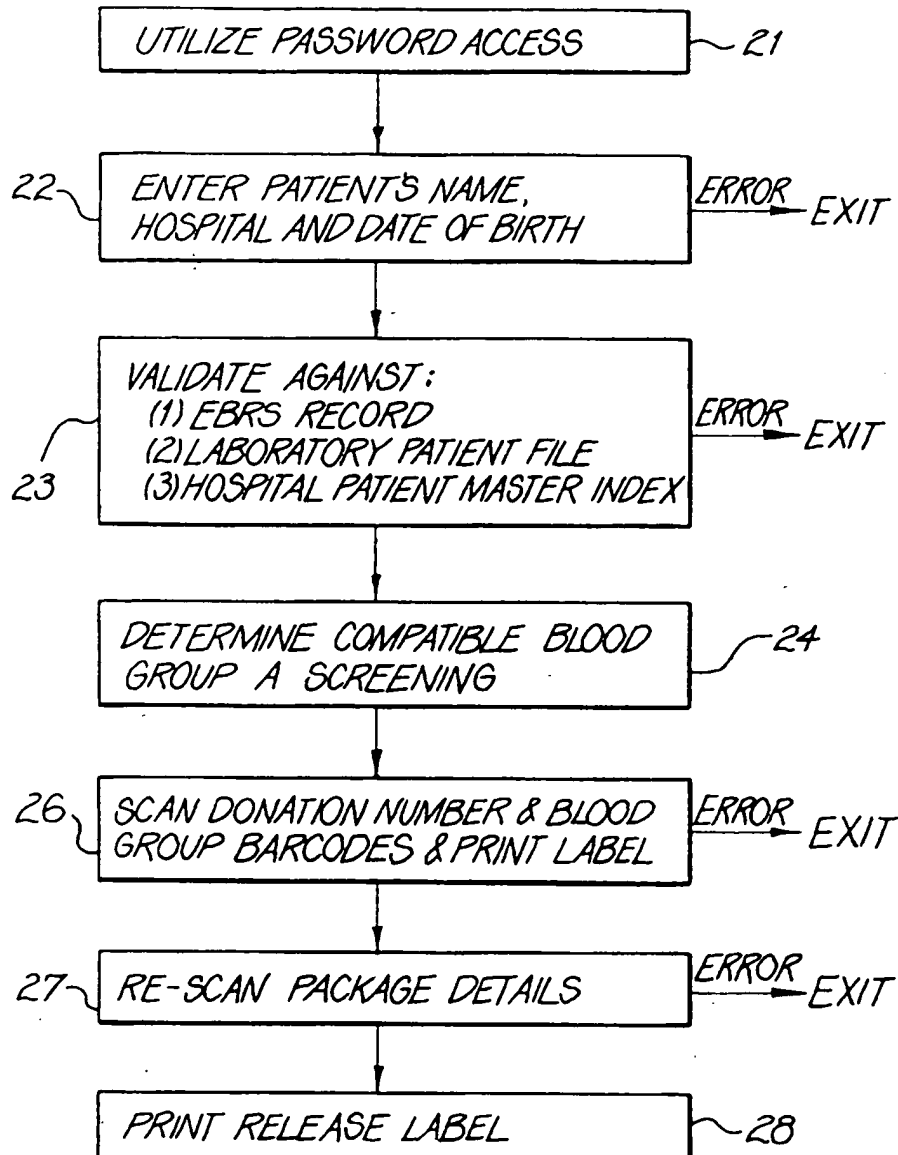 UTILIZE PASSWORD ACCESS
21
22
ENTER PATIENT'S NAME,
HOSPITAL AND DATE OF BIRTH
ERROR
EXIT
23
VALIDATE AGAINST:
(1) EBRS RECORD
(2) LABORATORY PATIENT FILE
(3) HOSPITAL PATIENT MASTER INDEX
ERROR
EXIT
DETERMINE COMPATIBLE BLOOD
GROUP A SCREENING
24
26
SCAN DONATION NUMBER & BLOOD
GROUP BARCODES & PRINT LABEL
ERROR
EXIT
27
RE-SCAN PACKAGE DETAILS
ERROR
EXIT
PRINT RELEASE LABEL
28